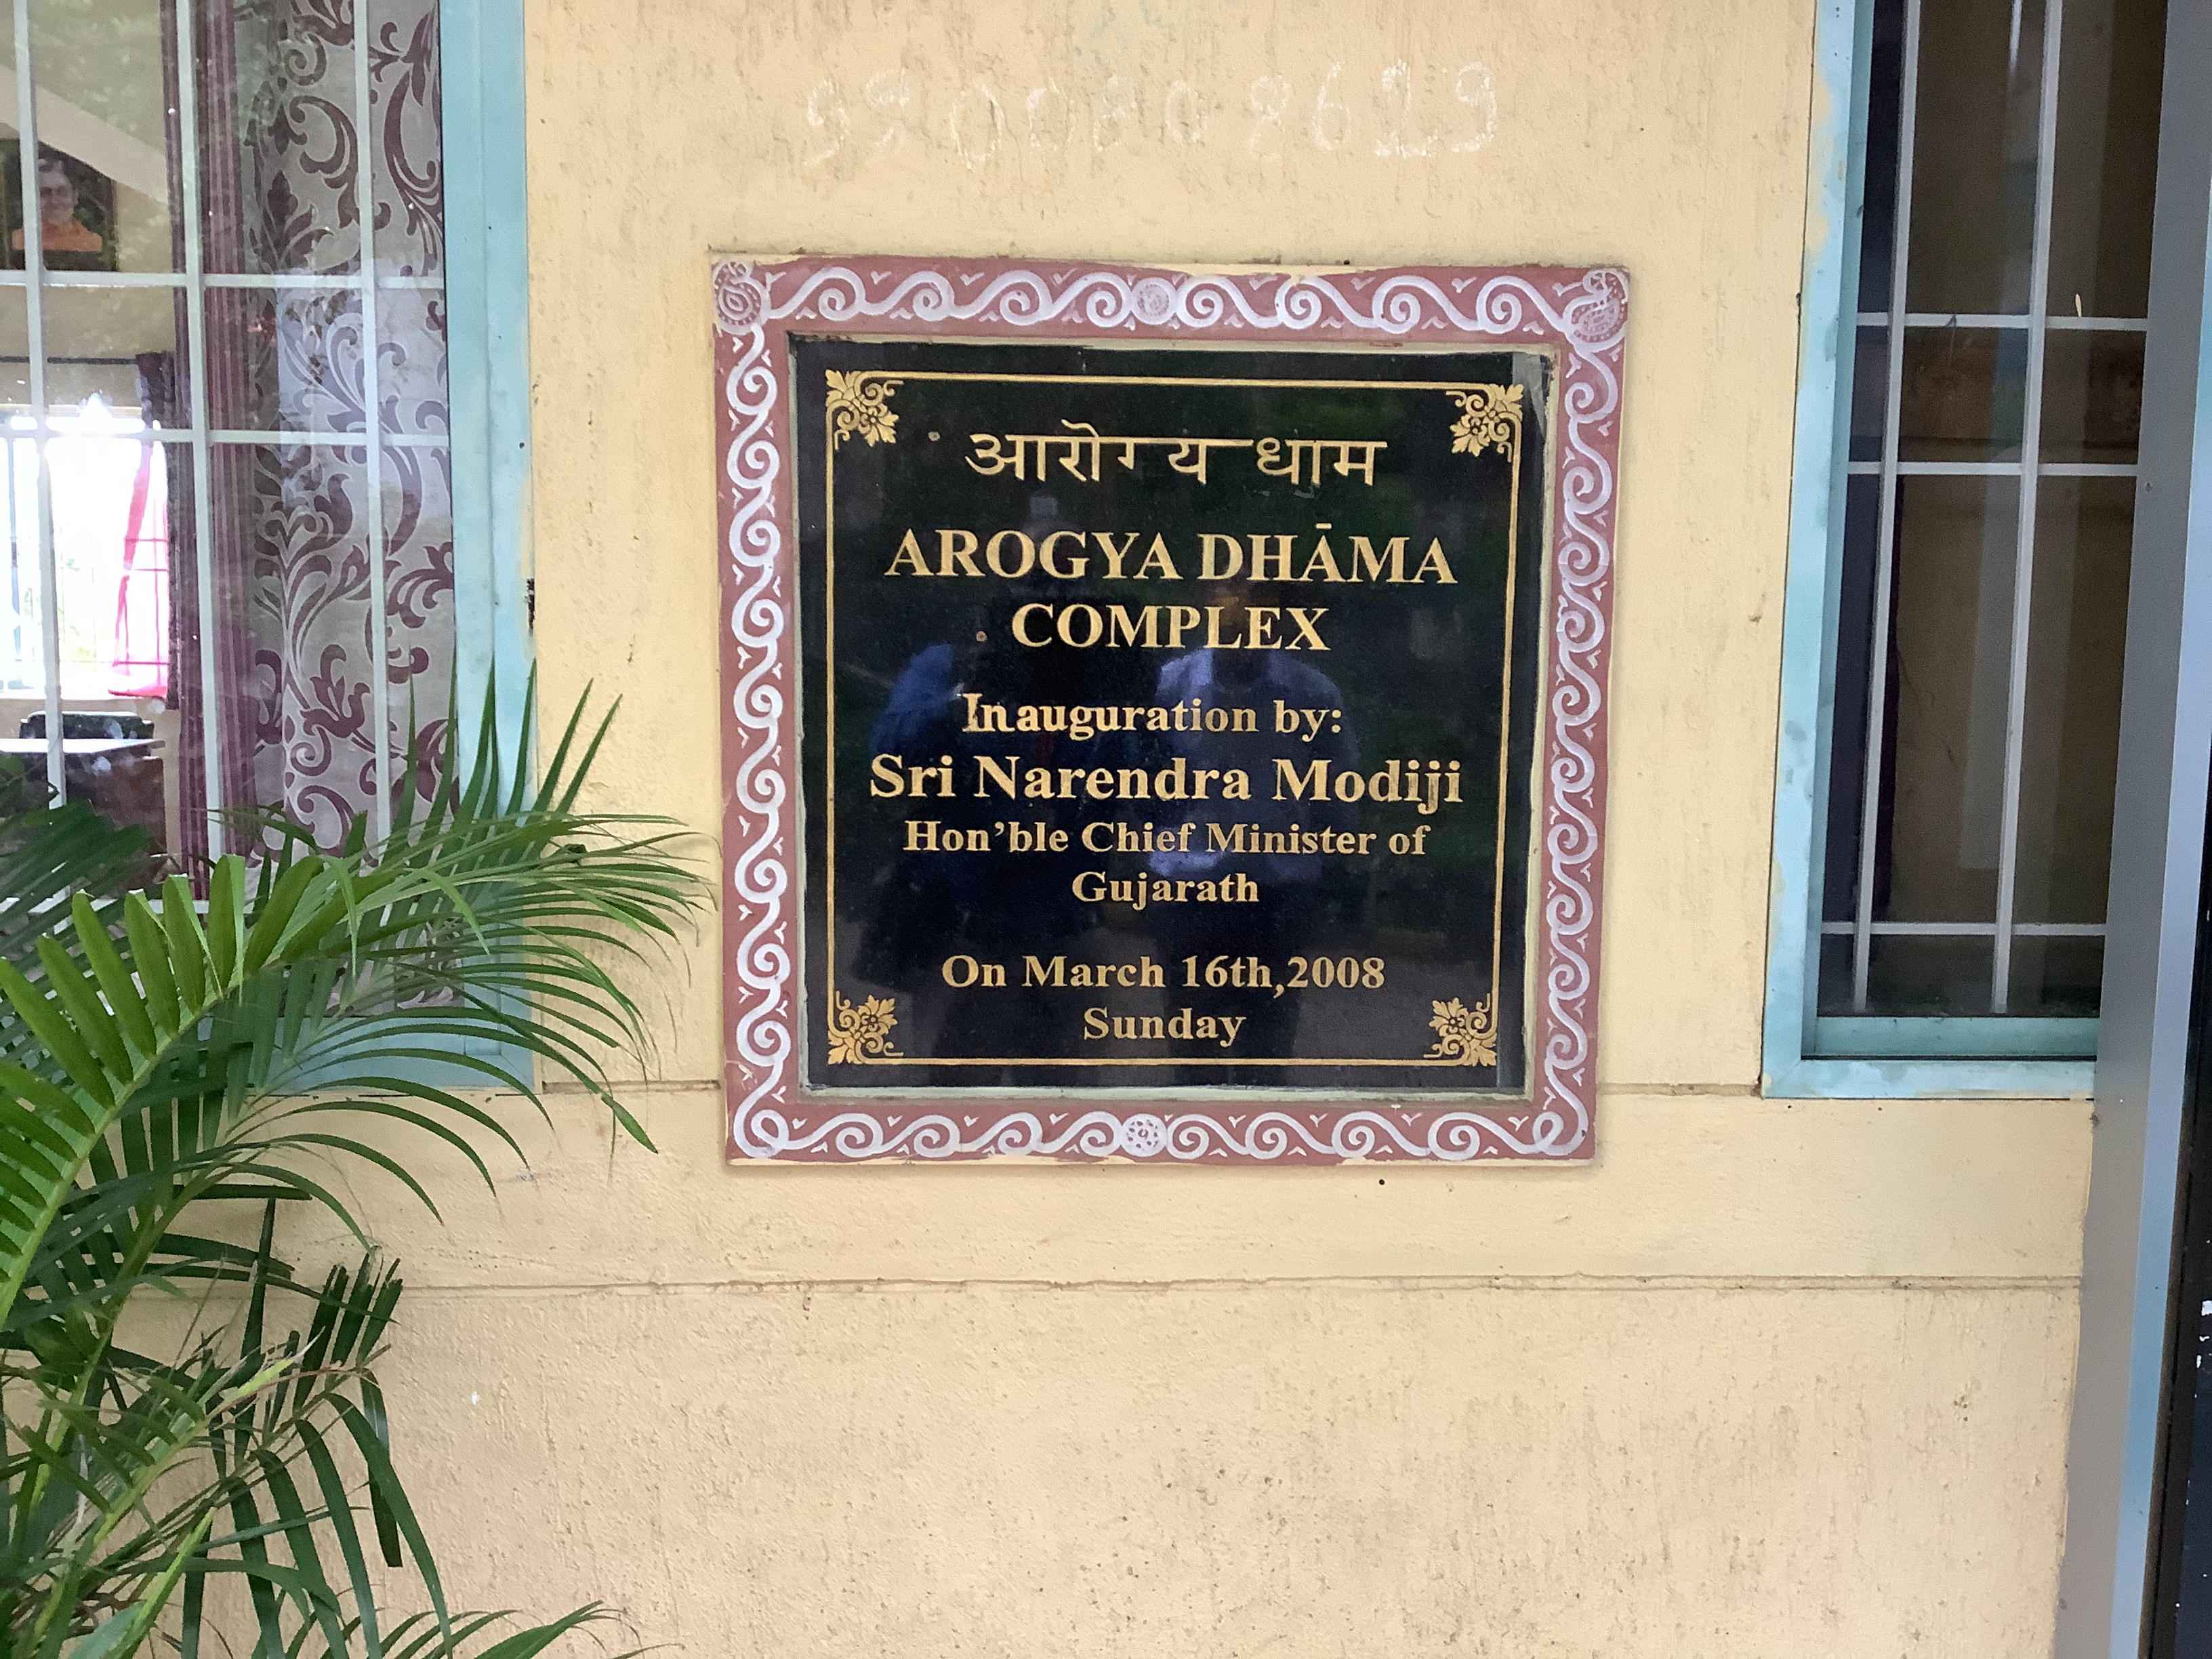 आरोग्य धाम
AROGYA DHĀMA
COMPLEX
Inauguration by:
Sri Narendra Modiji
Hon'ble Chief Minister of
Gujarath
On March 16th,2008
Sunday